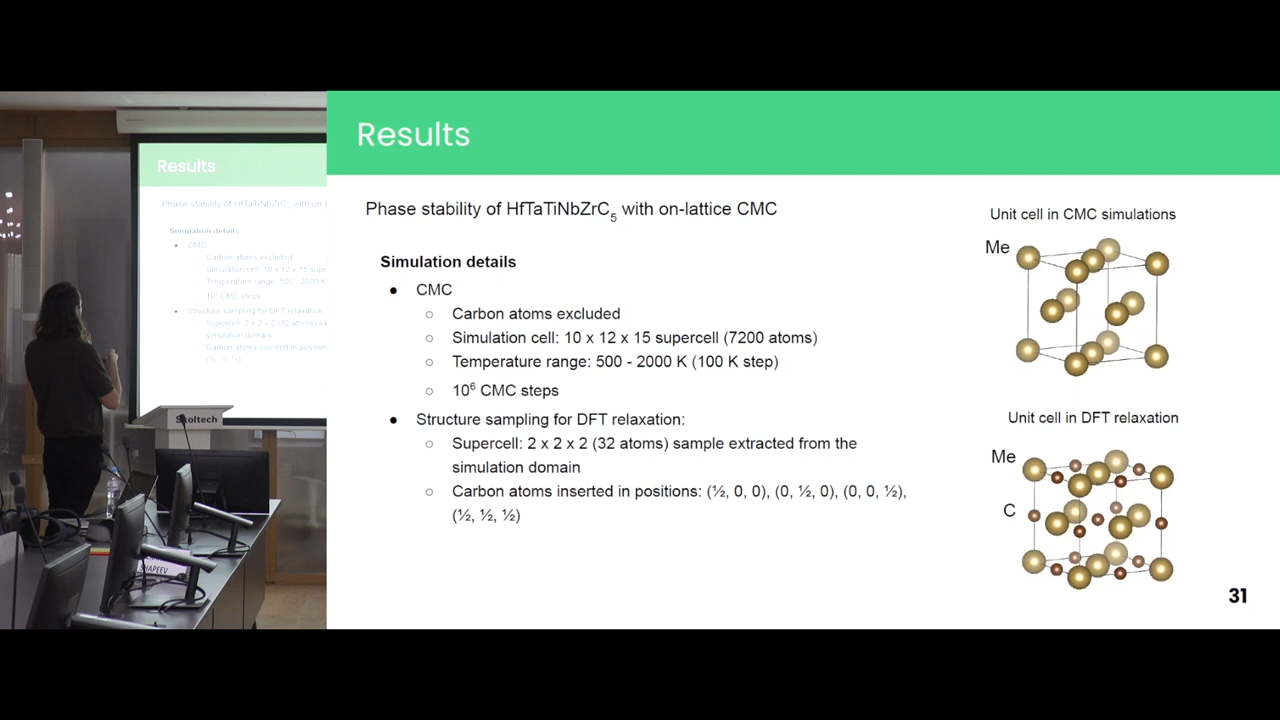 Results
Phase stability of HfTaTiNbZrC5 with on-lattice CMC
Simulation details
● CMC
○ Carbon atoms excluded
○ Simulation cell: 10 x 12 x 15 supercell (7200 atoms)
○ Temperature range: 500 - 2000 K (100 K step)
○ 10⁶ CMC steps
● Structure sampling for DFT relaxation:
○ Supercell: 2 x 2 x 2 (32 atoms) sample extracted from the
simulation domain
○ Carbon atoms inserted in positions: (½, 0, 0), (0, ½, 0), (0, 0, ½),
(½, ½, ½)
Unit cell in CMC simulations
Me
Unit cell in DFT relaxation
Me
C
31
Results
Phase stability of HfTaTiNbZrC5 with on-l
Simulation details
• CMC
Carbon atoms excluded
Simulation cell: 10 x 12 x 15 supe
Temperature range: 500 - 2000 K
10⁶ CMC steps
• Structure sampling for DFT relaxation:
Supercell: 2 x 2 x 2 (32 atoms) sa
simulation domain
Carbon atoms inserted in position
(½, ½, ½)
Skoltech
SHAPEEV